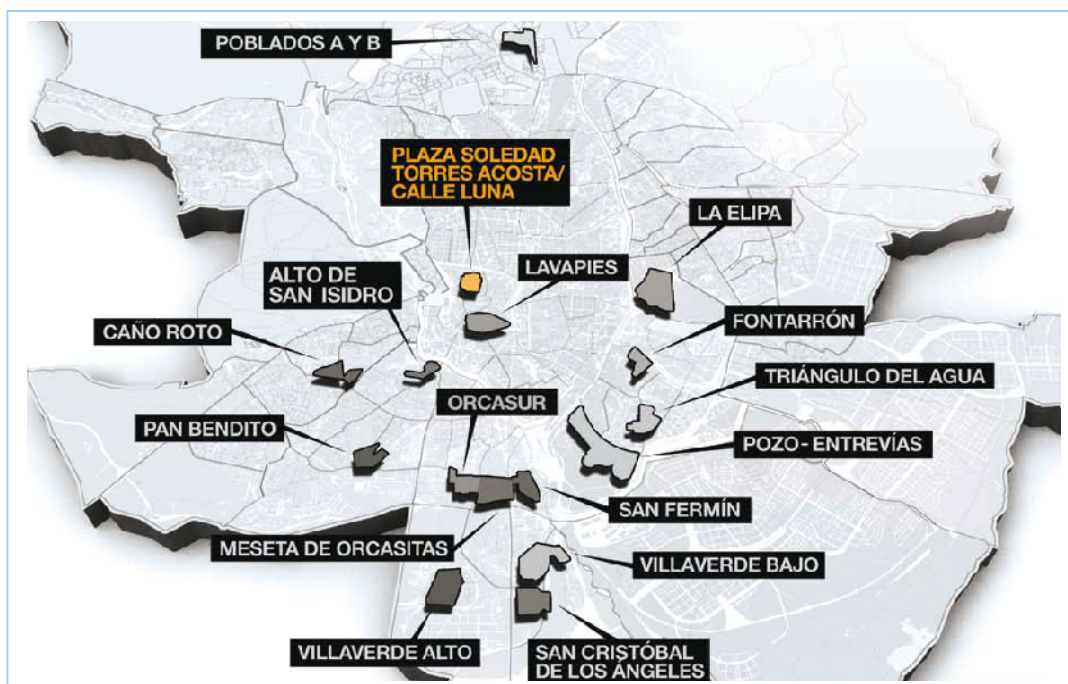 POBLADOS A Y B
PLAZA SOLEDAD
TORRES ACOSTA/
CALLE LUNA
LA ELIPA
LAVAPIES
ALTO DE
SAN ISIDRO
CAÑO ROTO
FONTARRÓN
TRIÁNGULO DEL AGUA
ORCASUR
PAN BENDITO
POZO - ENTREVÍAS
SAN FERMÍN
MESETA DE ORCASITAS
VILLAVERDE BAJO
VILLAVERDE ALTO
SAN CRISTÓBAL
DE LOS ÁNGELES